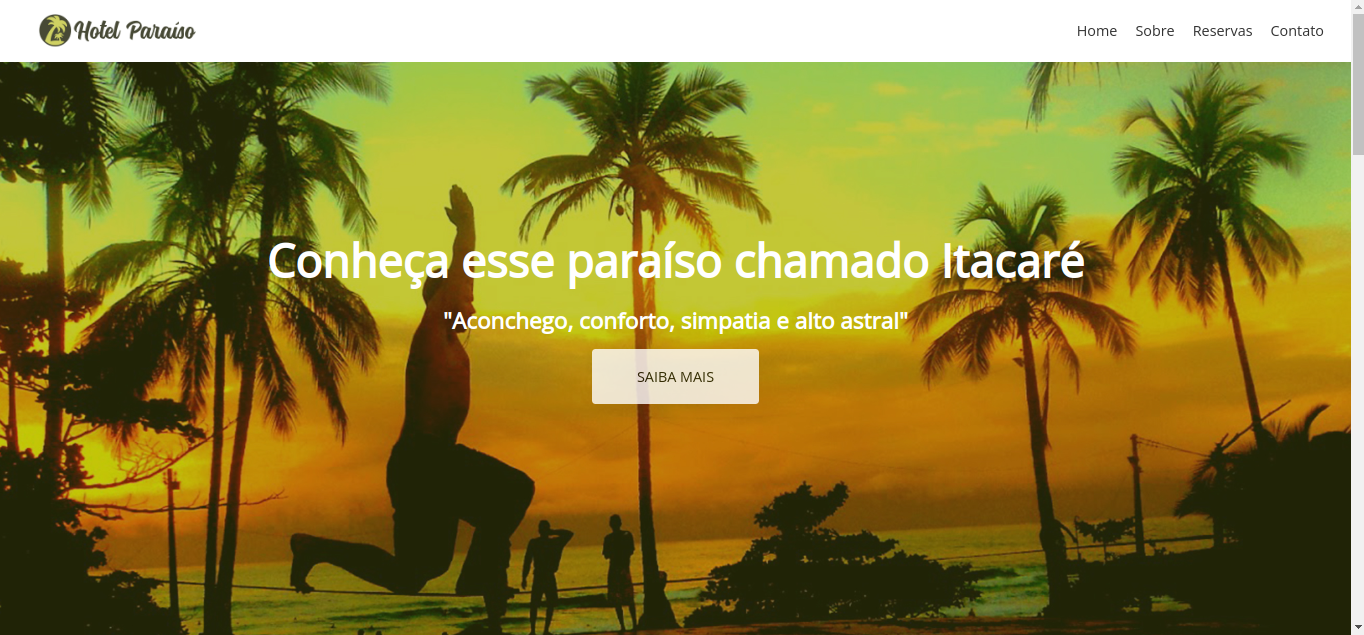 Hotel Paraíso
Home Sobre Reservas Contato
Conheça esse paraíso chamado Itacaré
"Aconchego, conforto, simpatia e alto astral"
SAIBA MAIS